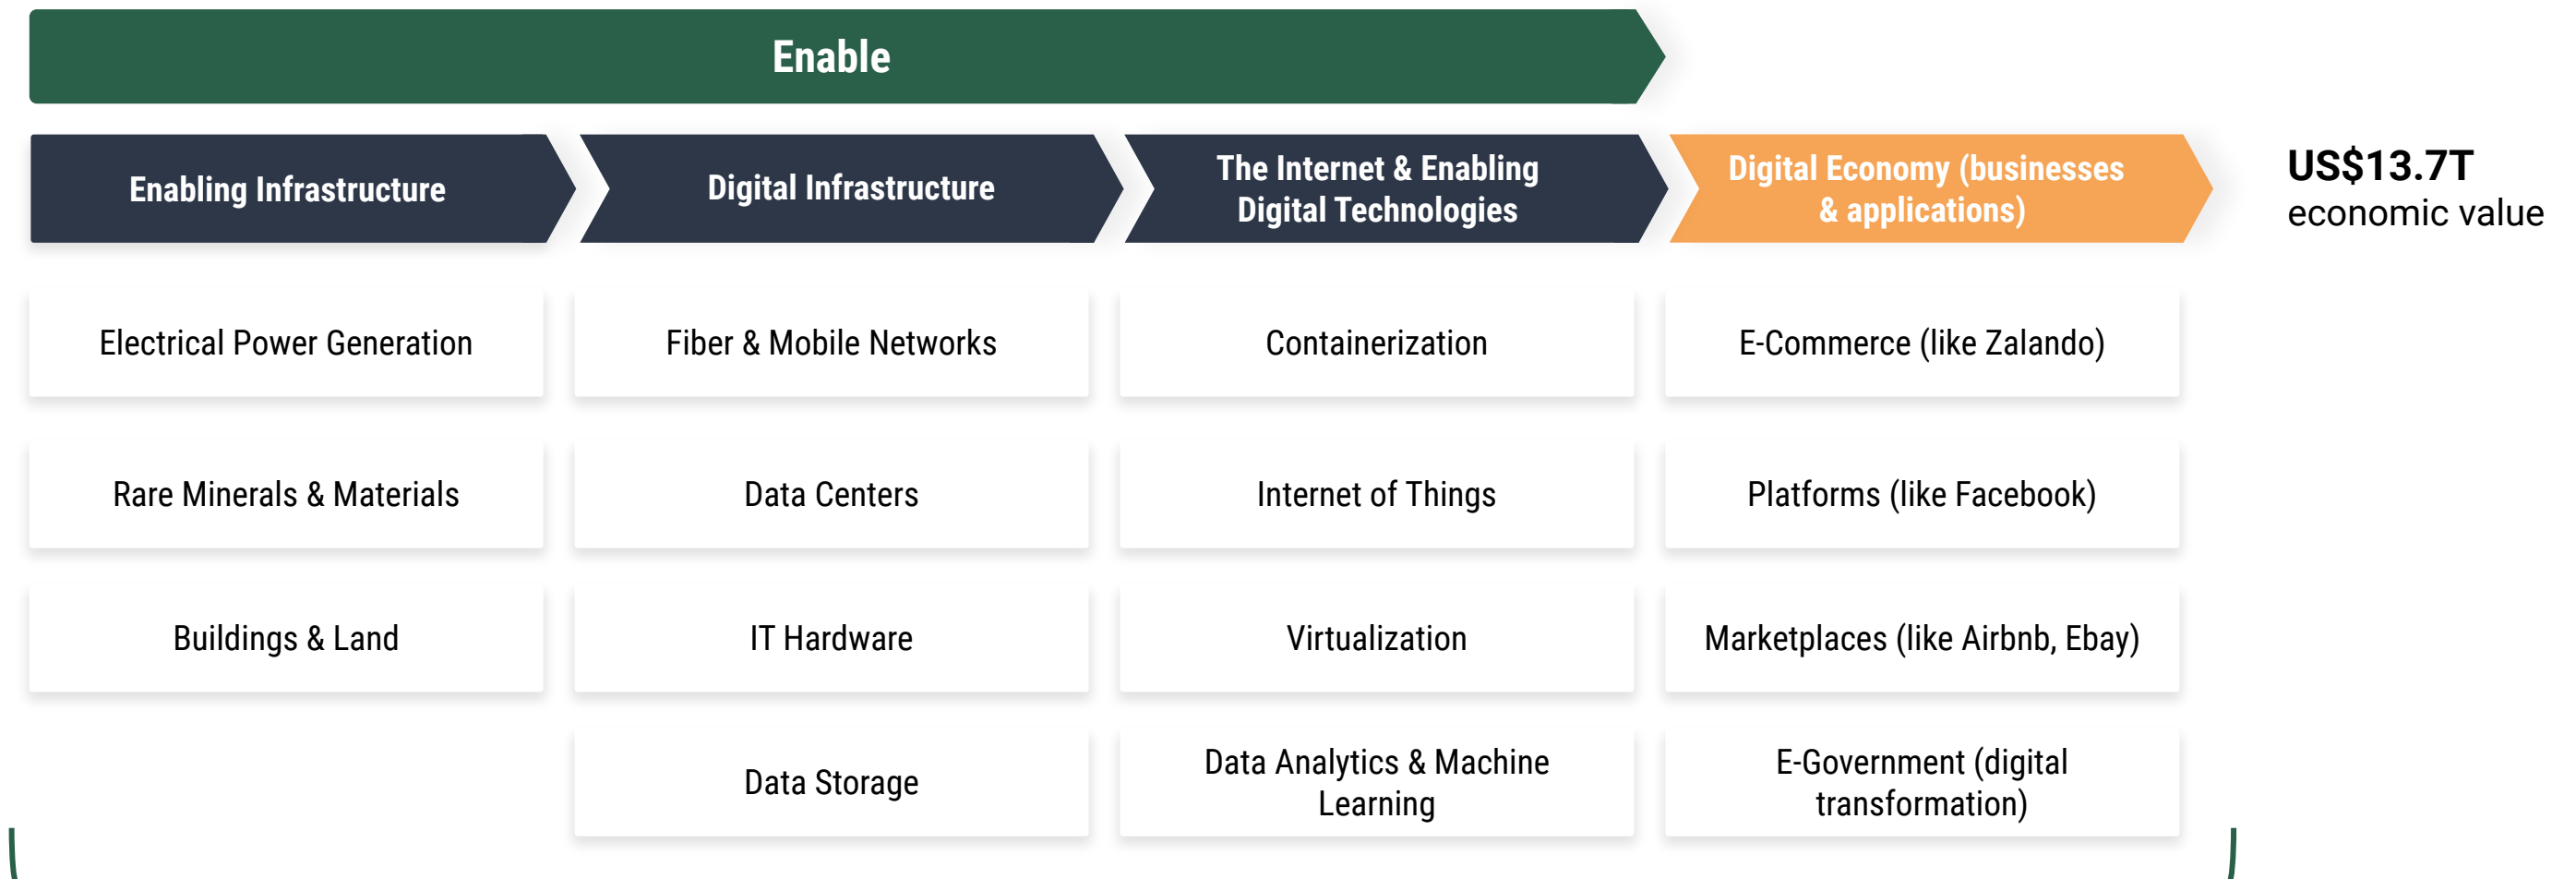 Enable
Enabling Infrastructure
Digital Infrastructure
The Internet & Enabling
Digital Technologies
Digital Economy (businesses
& applications)
US$13.7T
economic value
Electrical Power Generation
Fiber & Mobile Networks
Containerization
E-Commerce (like Zalando)
Rare Minerals & Materials
Data Centers
Internet of Things
Platforms (like Facebook)
Buildings & Land
IT Hardware
Virtualization
Marketplaces (like Airbnb, Ebay)
Data Storage
Data Analytics & Machine
Learning
E-Government (digital
transformation)